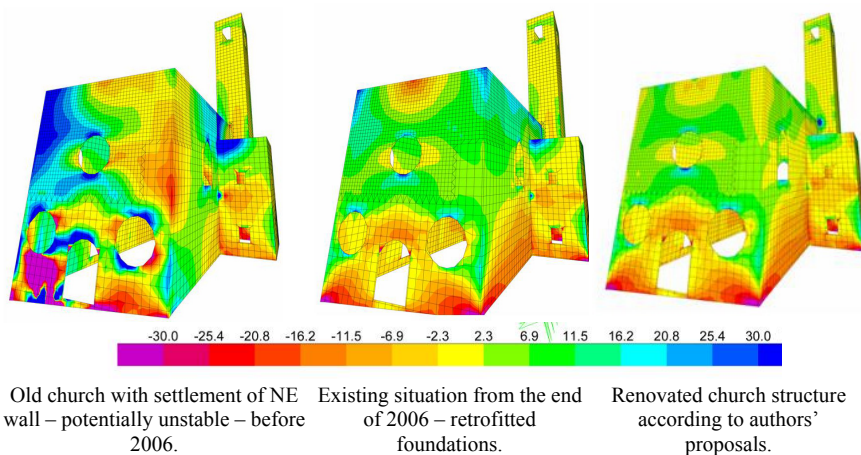 -30.0 -25.4 -20.8 -16.2 -11.5 -6.9 -2.3 2.3 6.9 11.5 16.2 20.8 25.4 30.0
Old church with settlement of NE
wall – potentially unstable – before
2006.
Existing situation from the end
of 2006 – retrofitted
foundations.
Renovated church structure
according to authors’
proposals.